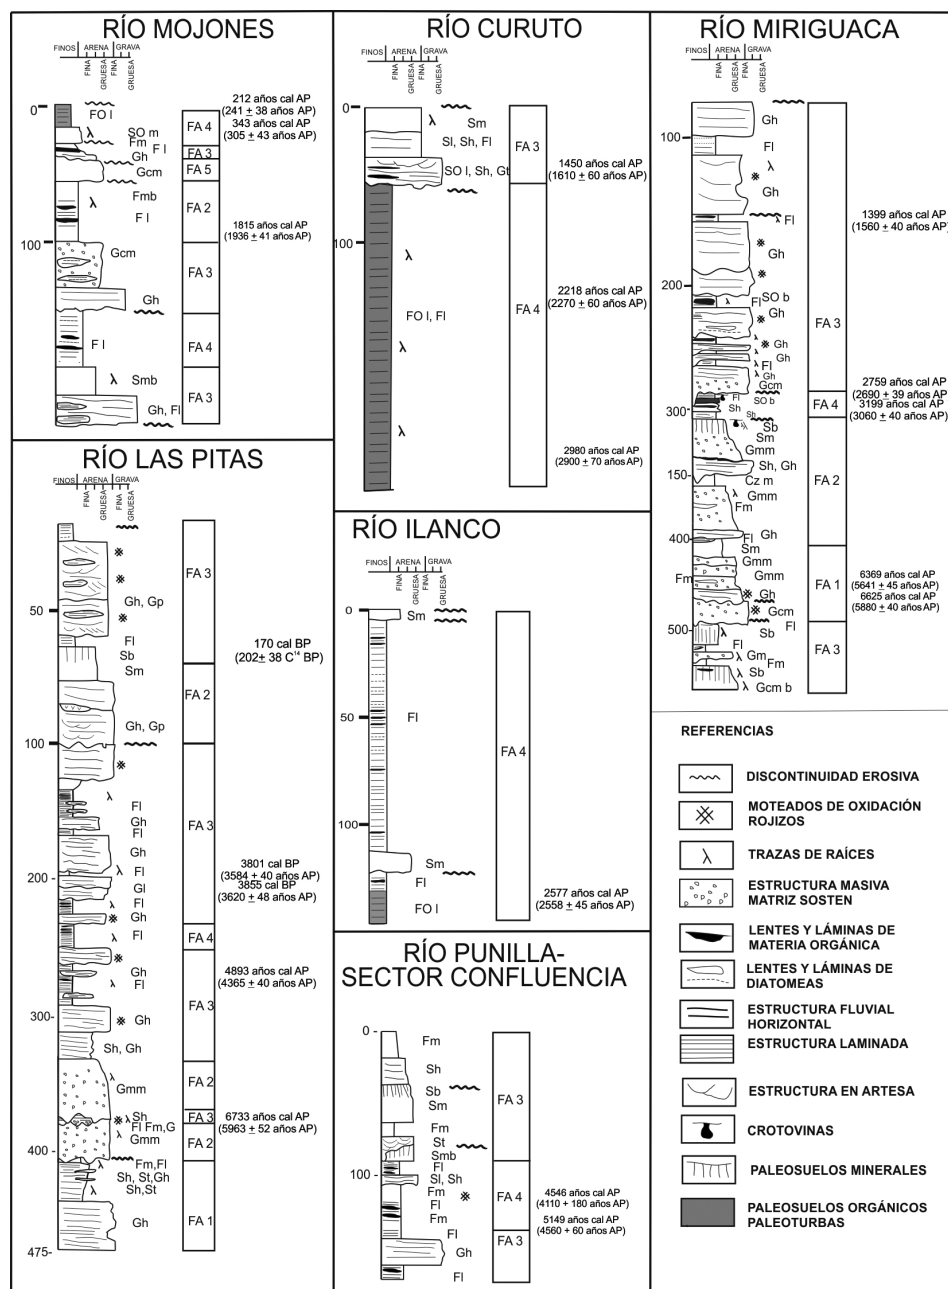 RÍO MOJONES
FINOS
ARENA
GRAVA
FINA
GRUESA
FINA
GRUESA
0
100
FO l
SO m
Fm
F l
Gh
Gcm
Fmb
F l
Gcm
Gh
F l
Smb
Gh, Fl
FA 4
FA 3
FA 5
FA 2
FA 3
FA 4
FA 3
212 años cal AP
(241 ± 38 años AP)
343 años cal AP
(305 ± 43 años AP)
1815 años cal AP
(1936 ± 41 años AP)
RÍO CURUTO
FINOS
ARENA
GRAVA
FINA
GRUESA
FINA
GRUESA
0
100
Sm
Sl, Sh, Fl
SO l, Sh, Gt
FO l, Fl
FA 3
FA 4
1450 años cal AP
(1610 ± 60 años AP)
2218 años cal AP
(2270 ± 60 años AP)
2980 años cal AP
(2900 ± 70 años AP)
RÍO MIRIGUACA
FINOS
ARENA
GRAVA
FINA
GRUESA
FINA
GRUESA
100
200
300
150
400
500
Gh
Fl
Gh
Fl
Fl
SO b
Gh
Gh
Gh
Fl
Gh
Gcm
Fl
SO b
Sh
Sh
Sb
Sm
Gmm
Sh, Gh
Cz m
Gmm
Fm
Gh
Fl
Sm
Gmm
Gmm
Fm
Gh
Gcm
Fl
Sb
Fl
Gm
Fm
Sb
Gcm b
FA 3
FA 4
FA 2
FA 1
FA 3
1399 años cal AP
(1560 ± 40 años AP)
2759 años cal AP
(2690 ± 39 años AP)
3199 años cal AP
(3060 ± 40 años AP)
6369 años cal AP
(5641 ± 45 años AP)
6625 años cal AP
(5880 ± 40 años AP)
RÍO LAS PITAS
FINOS
ARENA
GRAVA
FINA
GRUESA
FINA
GRUESA
50
100
200
300
400
475
Gh, Gp
Fl
Sb
Sm
Gh, Gp
Fl
Gh
Fl
Gh
Fl
Gl
Fl
Gh
Fl
Gh
Fl
Gh
Sh, Gh
Gmm
Sh
Fl Fm,G
Gmm
Fm,Fl
Sh, St,Gh
Sh,St
Gh
FA 3
FA 2
FA 3
FA 4
FA 3
FA 2
FA 3
FA 2
FA 1
170 cal BP
(202± 38 C¹⁴ BP)
3801 cal BP
(3584 ± 40 años AP)
3855 cal BP
(3620 ± 48 años AP)
4893 años cal AP
(4365 ± 40 años AP)
6733 años cal AP
(5963 ± 52 años AP)
RÍO ILANCO
FINOS
ARENA
GRAVA
FINA
GRUESA
FINA
GRUESA
0
50
100
Sm
Fl
Sm
Fl
FO l
FA 4
2577 años cal AP
(2558 ± 45 años AP)
RÍO PUNILLA-
SECTOR CONFLUENCIA
FINOS
ARENA
GRAVA
FINA
GRUESA
FINA
GRUESA
0
100
Fm
Sh
Sb
Sm
Fm
St
Smb
Fl
Sl, Sh
Fm
Fl
Fm
Fl
Gh
Fl
FA 3
FA 4
FA 3
4546 años cal AP
(4110 + 180 años AP)
5149 años cal AP
(4560 + 60 años AP)
REFERENCIAS
DISCONTINUIDAD EROSIVA
MOTEADOS DE OXIDACIÓN
ROJIZOS
TRAZAS DE RAÍCES
ESTRUCTURA MASIVA
MATRIZ SOSTEN
LENTES Y LÁMINAS DE
MATERIA ORGÁNICA
LENTES Y LÁMINAS DE
DIATOMEAS
ESTRUCTURA FLUVIAL
HORIZONTAL
ESTRUCTURA LAMINADA
ESTRUCTURA EN ARTESA
CROTOVINAS
PALEOSUELOS MINERALES
PALEOSUELOS ORGÁNICOS
PALEOTURBAS